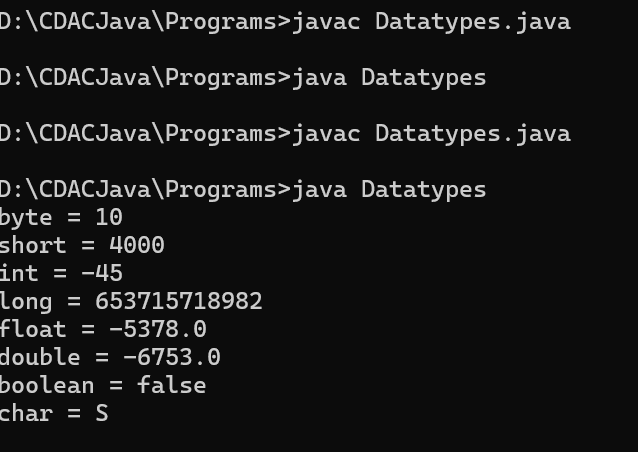 D:\CDACJava\Programs>javac Datatypes.java
D:\CDACJava\Programs>java Datatypes
D:\CDACJava\Programs>javac Datatypes.java
D:\CDACJava\Programs>java Datatypes
byte = 10
short = 4000
int = -45
long = 653715718982
float = -5378.0
double = -6753.0
boolean = false
char = S